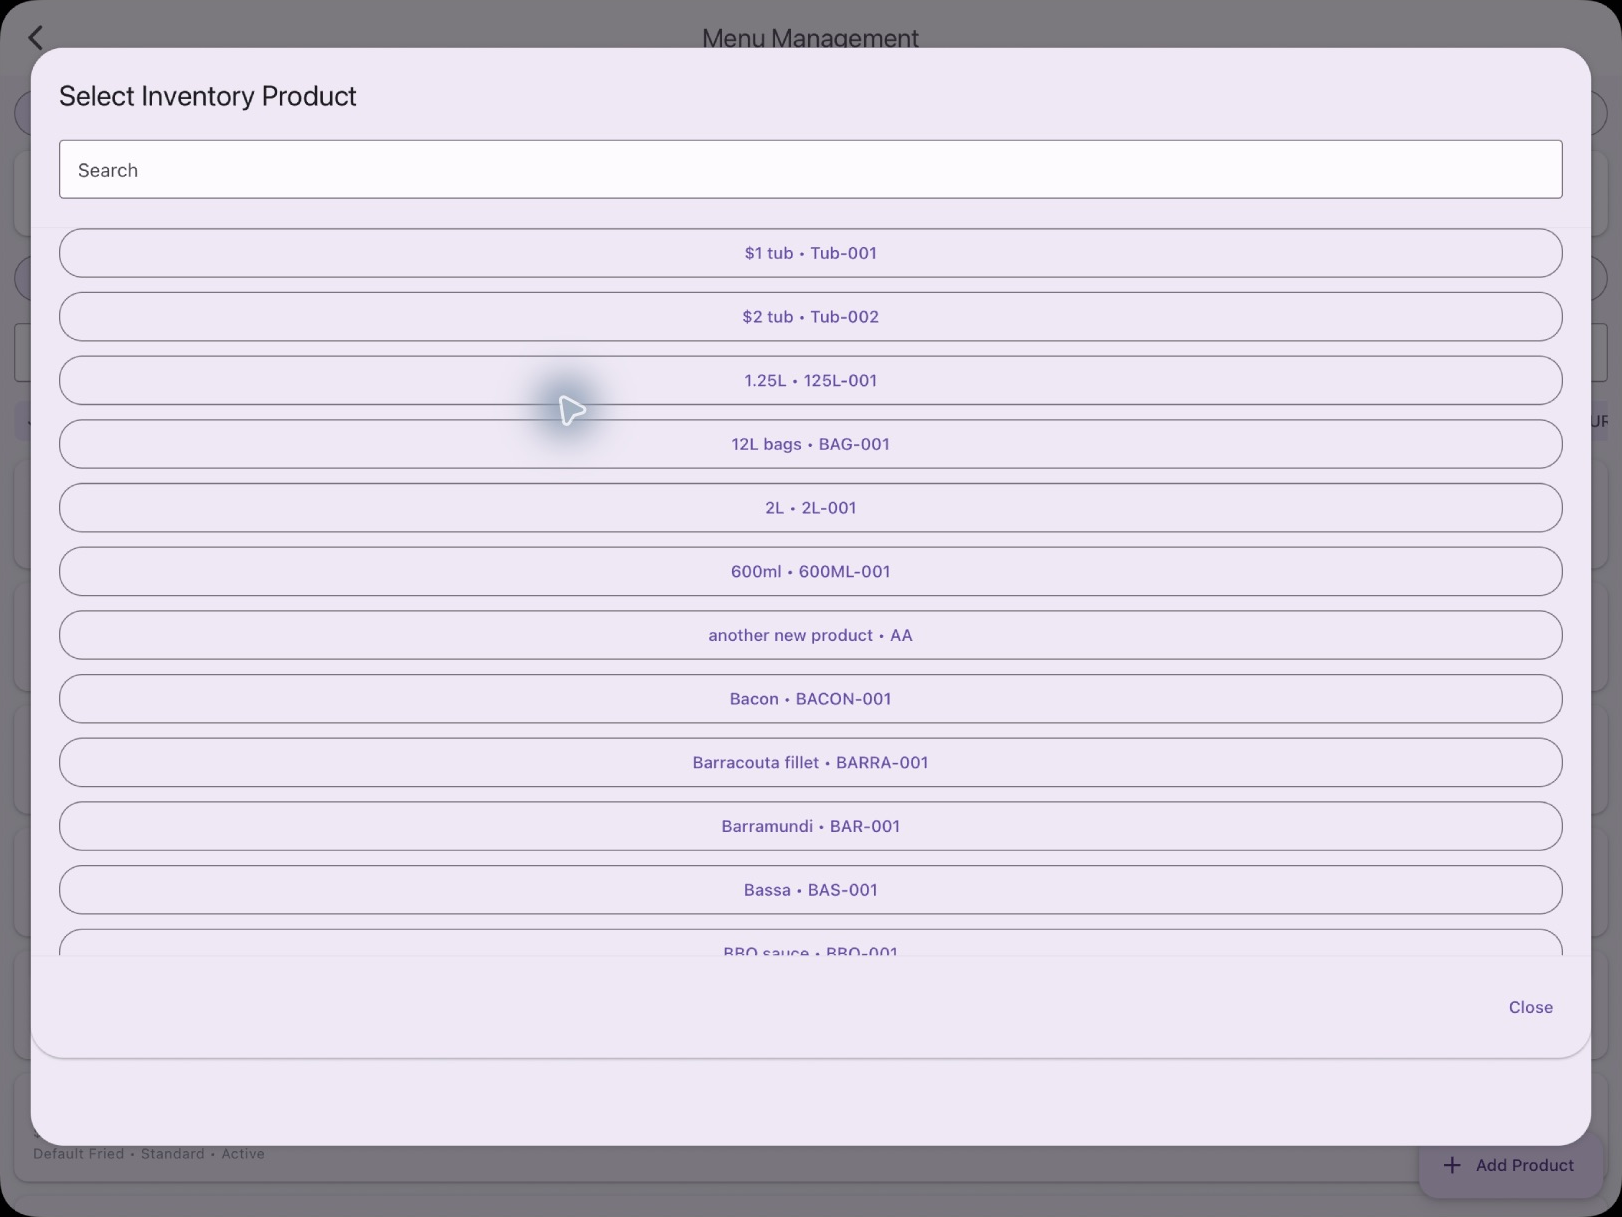 Menu Management
Select Inventory Product
Search
$1 tub • Tub-001
$2 tub • Tub-002
1.25L • 125L-001
12L bags • BAG-001
2L • 2L-001
600ml • 600ML-001
another new product • AA
Bacon • BACON-001
Barracouta fillet • BARRA-001
Barramundi • BAR-001
Bassa • BAS-001
BBQ sauce • BBQ-001
Close
Default Fried • Standard • Active
+ Add Product